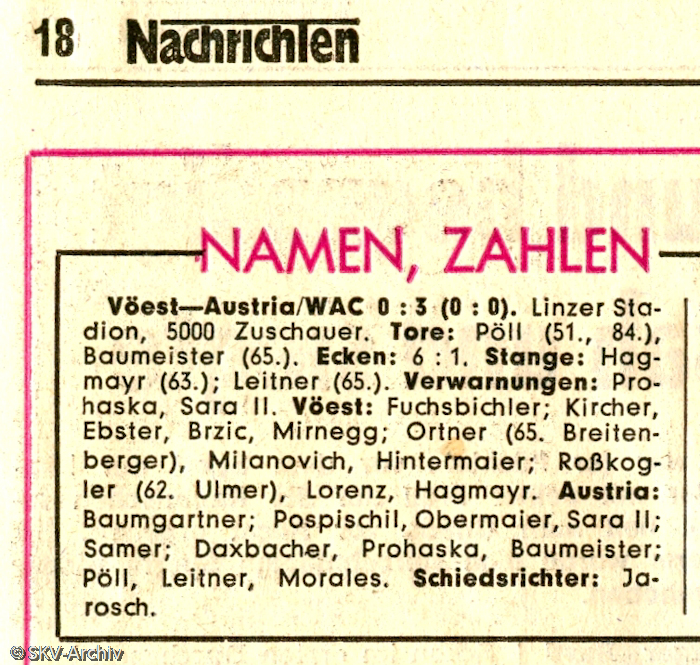 18 Nachrichten
NAMEN, ZAHLEN
Vöest—Austria/WAC 0 : 3 (0 : 0). Linzer Sta-
dion, 5000 Zuschauer. Tore: Pöll (51., 84.),
Baumeister (65.). Ecken: 6 : 1. Stange: Hag-
mayr (63.); Leitner (65.). Verwarnungen: Pro-
haska, Sara II. Vöest: Fuchsbichler; Kircher,
Ebster, Brzic, Mirnegg; Ortner (65. Breiten-
berger), Milanovich, Hintermaier; Roßkog-
ler (62. Ulmer), Lorenz, Hagmayr. Austria:
Baumgartner; Pospischil, Obermaier, Sara II;
Samer; Daxbacher, Prohaska, Baumeister;
Pöll, Leitner, Morales. Schiedsrichter: Ja-
rosch.
© SKV-Archiv